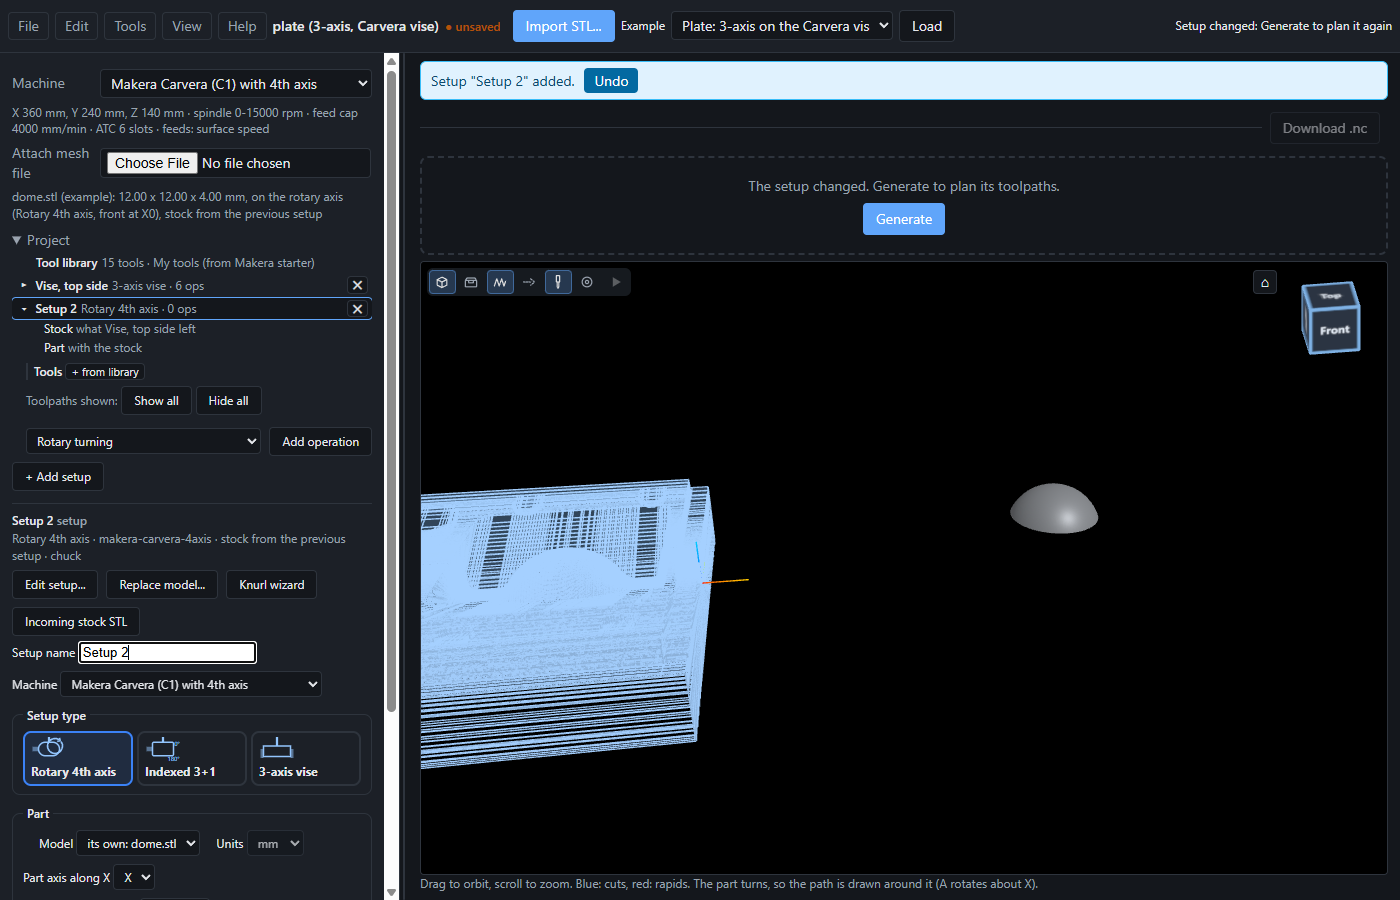 File Edit Tools View Help plate (3-axis, Carvera vise) • unsaved Import STL... Example Plate: 3-axis on the Carvera vis Load Setup changed: Generate to plan it again
Machine Makera Carvera (C1) with 4th axis
X 360 mm, Y 240 mm, Z 140 mm · spindle 0-15000 rpm · feed cap
4000 mm/min · ATC 6 slots · feeds: surface speed
Attach mesh file Choose File No file chosen
dome.stl (example): 12.00 x 12.00 x 4.00 mm, on the rotary axis
(Rotary 4th axis, front at X0), stock from the previous setup
Project
Tool library 15 tools · My tools (from Makera starter)
Vise, top side 3-axis vise · 6 ops
Setup 2 Rotary 4th axis · 0 ops
Stock what Vise, top side left
Part with the stock
Tools + from library
Toolpaths shown: Show all Hide all
Rotary turning Add operation
+ Add setup
Setup 2 setup
Rotary 4th axis · makera-carvera-4axis · stock from the previous
setup · chuck
Edit setup... Replace model... Knurl wizard
Incoming stock STL
Setup name Setup 2
Machine Makera Carvera (C1) with 4th axis
Setup type
Rotary 4th axis Indexed 3+1 3-axis vise
180°
Part
Model its own: dome.stl Units mm
Part axis along X X
Setup "Setup 2" added. Undo
Download .nc
The setup changed. Generate to plan its toolpaths.
Generate
Top
Front
Drag to orbit, scroll to zoom. Blue: cuts, red: rapids. The part turns, so the path is drawn around it (A rotates about X).